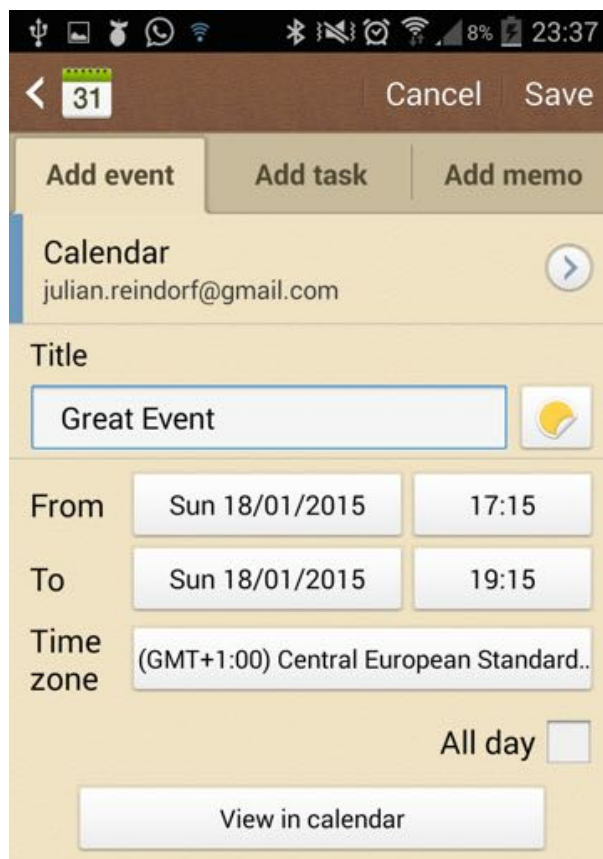 8% 23:37
31 Cancel Save
Add event Add task Add memo
Calendar
julian.reindorf@gmail.com
Title
Great Event
From Sun 18/01/2015 17:15
To Sun 18/01/2015 19:15
Time
zone
(GMT+1:00) Central European Standard..
All day
View in calendar